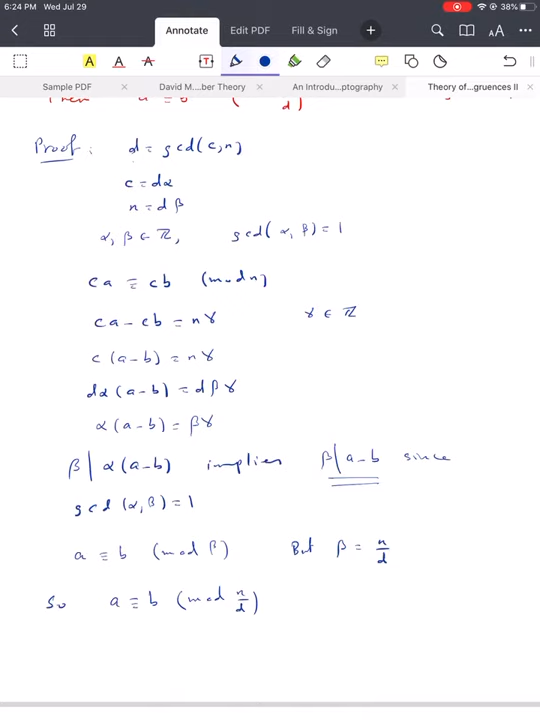 6:24 PM Wed Jul 29 38%
Annotate Edit PDF Fill & Sign
Sample PDF David M....ber Theory An Introdu...ptography Theory of...gruences II
Then a ≡ b (mod n/d)
Proof: d = gcd(c, n)
c = dα
n = dβ
α, β ∈ ℤ, gcd(α, β) = 1
ca ≡ cb (mod n)
ca - cb = nγ γ ∈ ℤ
c(a-b) = nγ
dα(a-b) = dβγ
α(a-b) = βγ
β | α(a-b) implies β | a-b since
gcd(α, β) = 1
a ≡ b (mod β) But β = n/d
So a ≡ b (mod n/d)